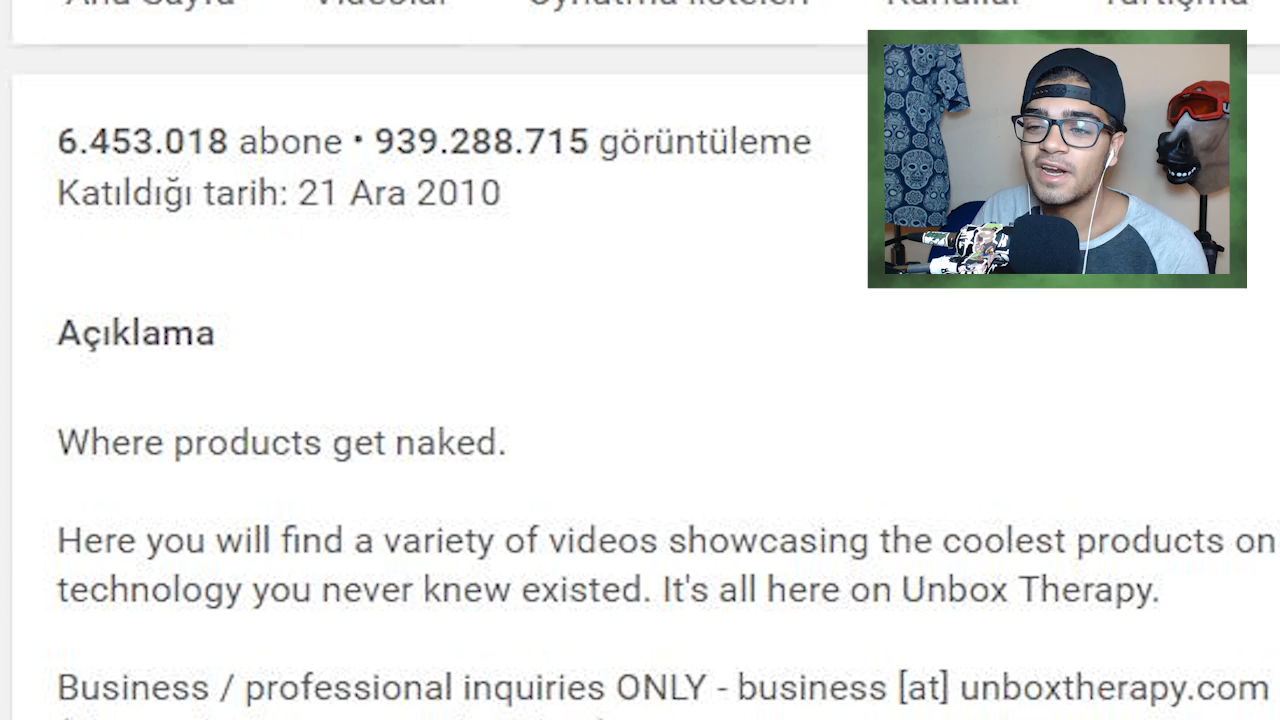 6.453.018 abone • 939.288.715 görüntüleme
Katıldığı tarih: 21 Ara 2010
Açıklama
Where products get naked.
Here you will find a variety of videos showcasing the coolest products on
technology you never knew existed. It's all here on Unbox Therapy.
Business / professional inquiries ONLY - business [at] unboxtherapy.com